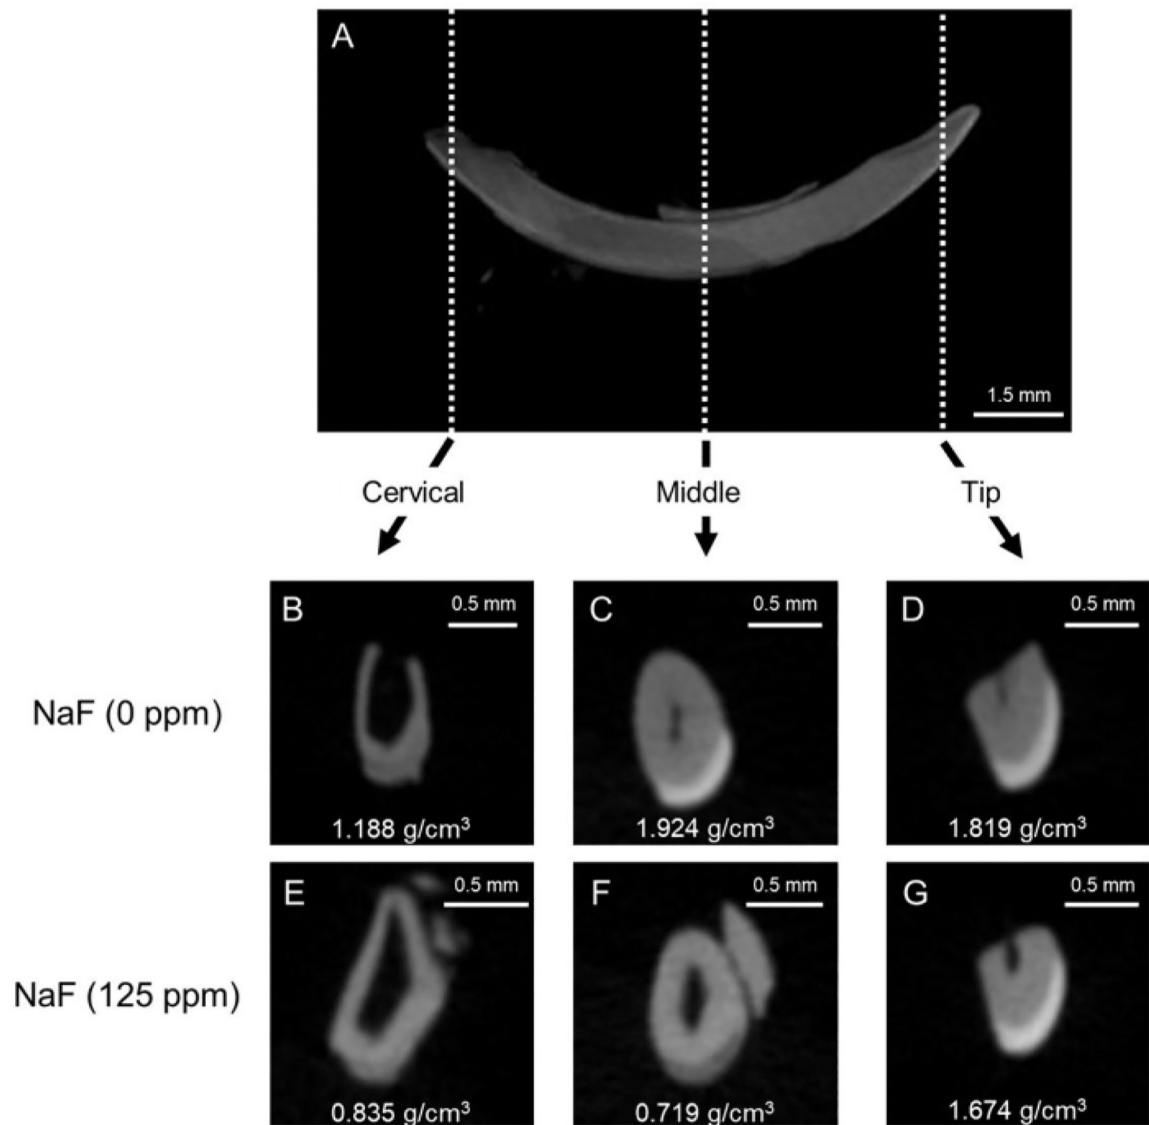 A
1.5 mm
Cervical
Middle
Tip
B
0.5 mm
C
0.5 mm
D
0.5 mm
NaF (0 ppm)
1.188 g/cm³
1.924 g/cm³
1.819 g/cm³
E
0.5 mm
F
0.5 mm
G
0.5 mm
NaF (125 ppm)
0.835 g/cm³
0.719 g/cm³
1.674 g/cm³